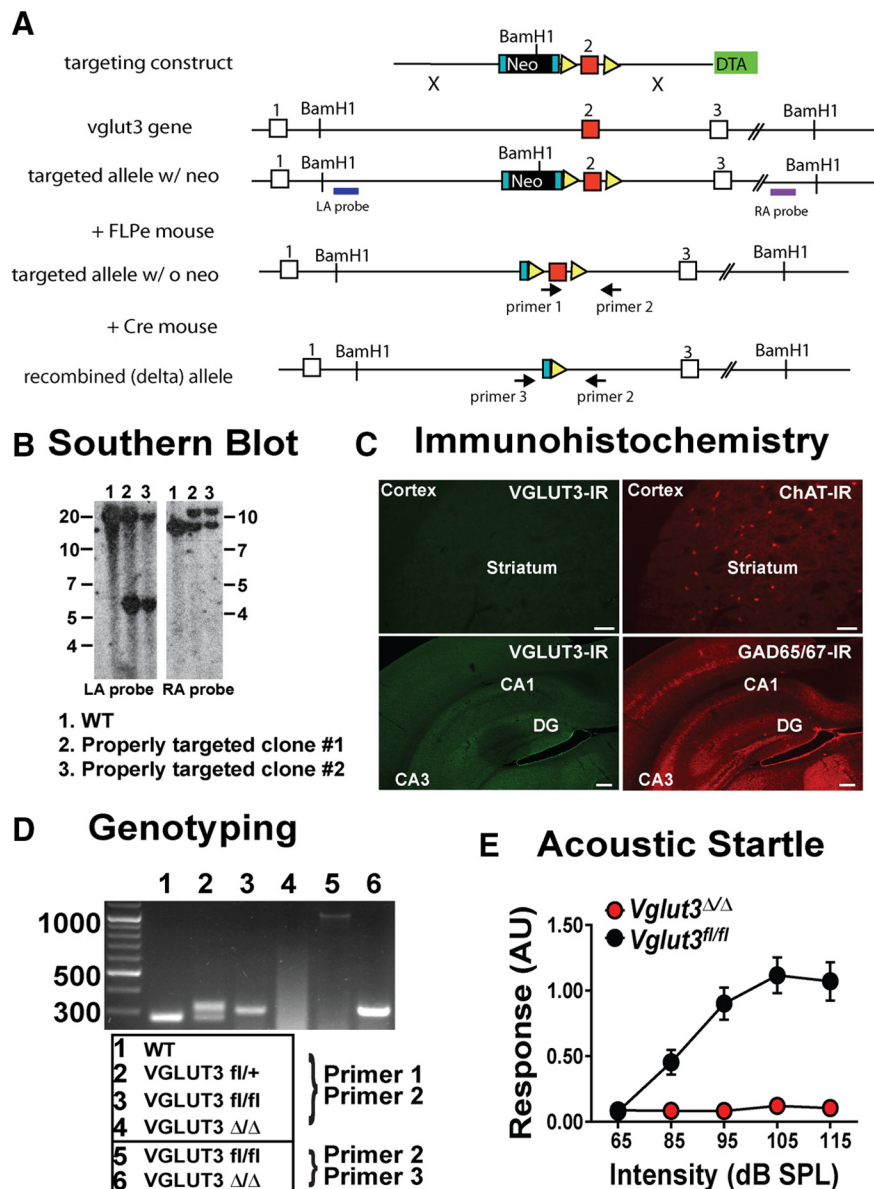 A
targeting construct
BamH1
Neo
2
DTA
X
X
vglut3 gene
1
BamH1
2
3
BamH1
targeted allele w/ neo
1
BamH1
BamH1
Neo
2
3
BamH1
LA probe
RA probe
+ FLPe mouse
targeted allele w/ o neo
1
BamH1
3
BamH1
primer 1
primer 2
+ Cre mouse
recombined (delta) allele
1
BamH1
3
BamH1
primer 3
primer 2
B Southern Blot
1 2 3
1 2 3
20
10
7
5
4
10
7
5
4
LA probe
RA probe
1. WT
2. Properly targeted clone #1
3. Properly targeted clone #2
C Immunohistochemistry
Cortex
VGLUT3-IR
Striatum
Cortex
ChAT-IR
Striatum
VGLUT3-IR
CA1
DG
CA3
GAD65/67-IR
CA1
DG
CA3
D Genotyping
1 2 3 4 5 6
1000
500
300
1 WT
2 VGLUT3 fl/+
3 VGLUT3 fl/fl
4 VGLUT3 Δ/Δ
Primer 1
Primer 2
5 VGLUT3 fl/fl
6 VGLUT3 Δ/Δ
Primer 2
Primer 3
E Acoustic Startle
Vglut3Δ/Δ
Vglut3fl/fl
Response (AU)
1.50
1.00
0.50
0.00
65 85 95 105 115
Intensity (dB SPL)